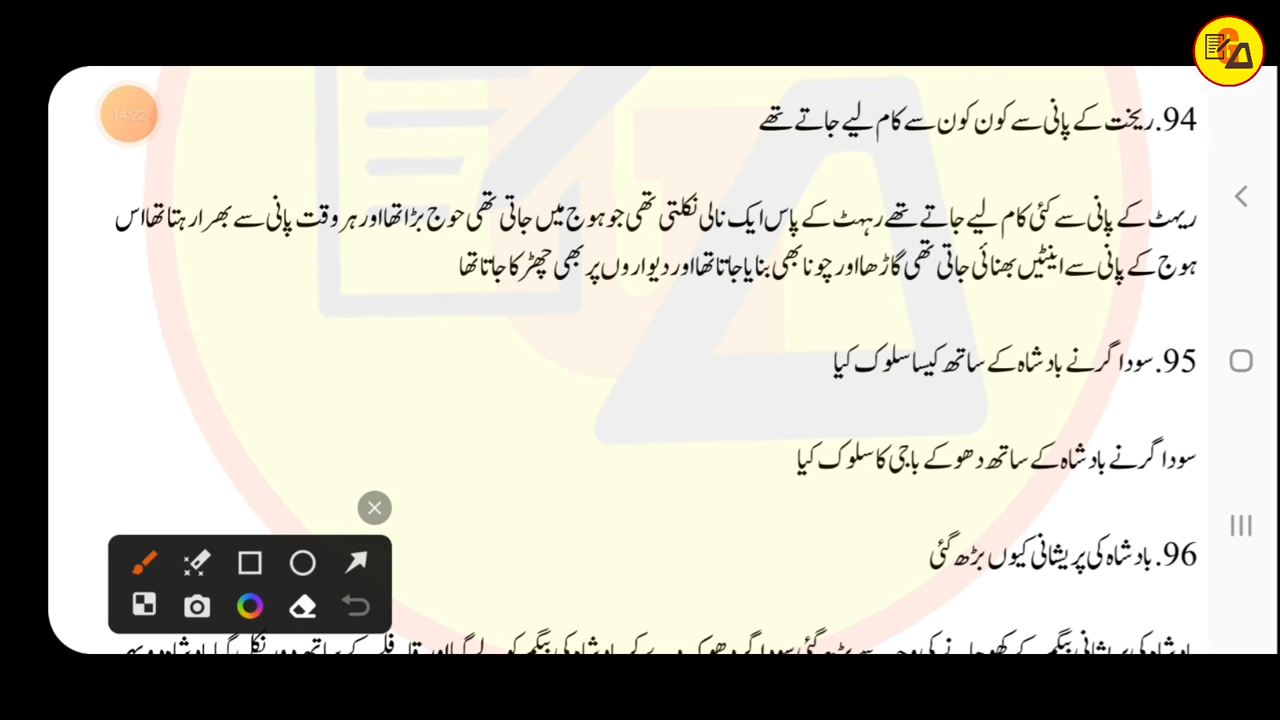 14:22
94. ریخت کے پانی سے کون کون سے کام لیے جاتے تھے
ریہٹ کے پانی سے کئی کام لیے جاتے تھے رہٹ کے پاس ایک نالی نکلتی تھی جو ہوج میں جاتی تھی حوج بڑا تھا اور ہر وقت پانی سے بھرا رہتا تھا اس
ہوج کے پانی سے اینٹیں بھنائی جاتی تھی گاڑھا اور چونا بھی بنایا جاتا تھا اور دیواروں پر بھی چھڑکا جاتا تھا
95. سوداگر نے بادشاہ کے ساتھ کیسا سلوک کیا
سوداگر نے بادشاہ کے ساتھ دھوکے باجی کا سلوک کیا
96. بادشاہ کی پریشانی کیوں بڑھ گئی